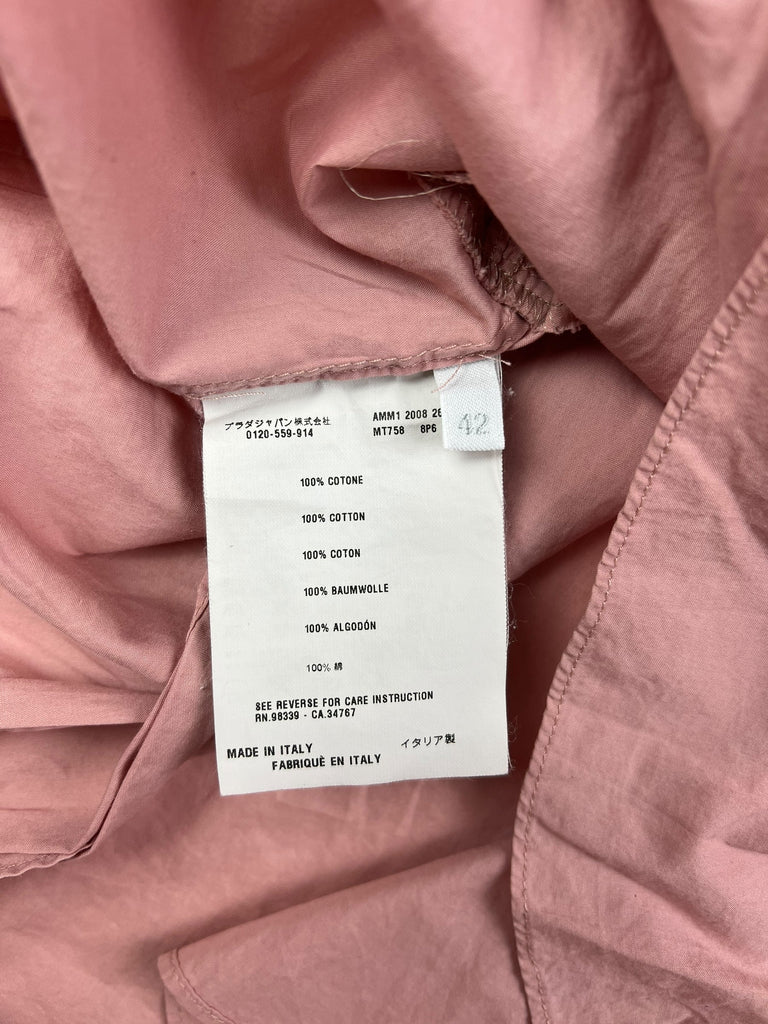 プラダジャパン株式会社
0120-559-914
AMM1 2008 26
MT758 8P6
42
100% COTONE
100% COTTON
100% COTON
100% BAUMWOLLE
100% ALGODÓN
100% 綿
SEE REVERSE FOR CARE INSTRUCTION
RN.98339 - CA.34767
MADE IN ITALY
イタリア製
FABRIQUÈ EN ITALY